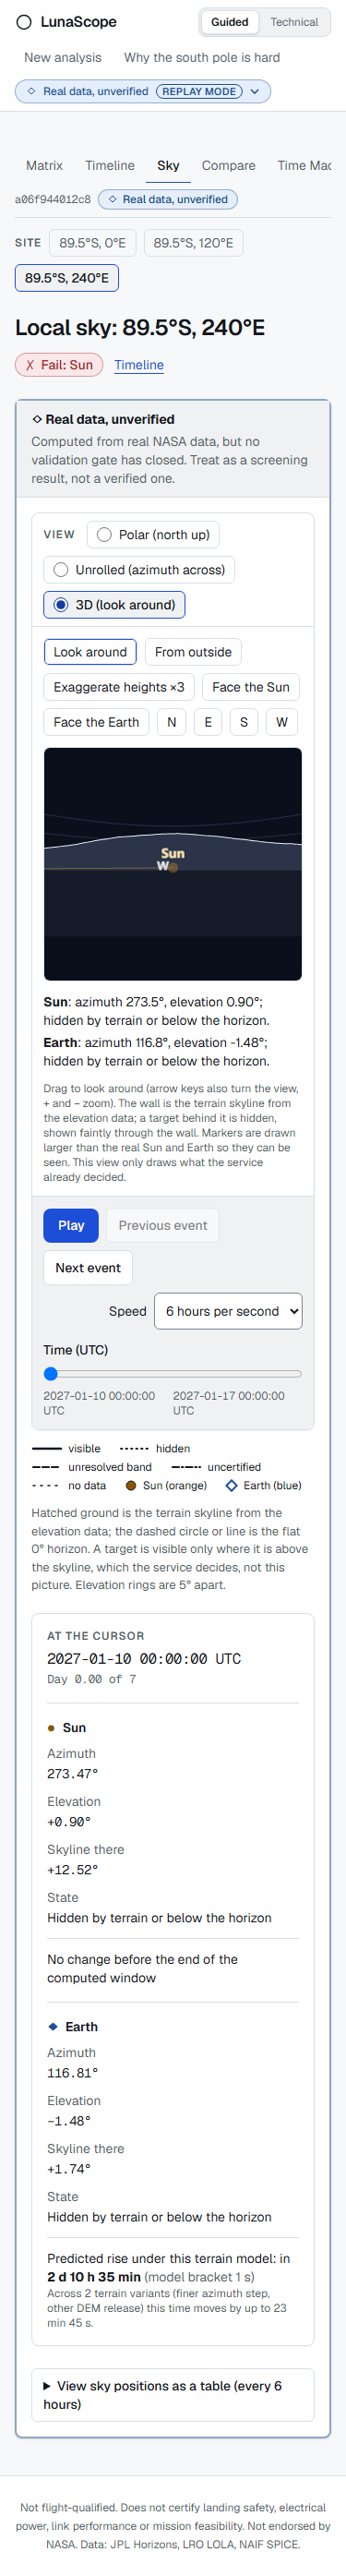 LunaScope
Guided
Technical
New analysis
Why the south pole is hard
Real data, unverified
REPLAY MODE
Matrix
Timeline
Sky
Compare
Time Mac
a06f944012c8
Real data, unverified
SITE
89.5°S, 0°E
89.5°S, 120°E
89.5°S, 240°E
Local sky: 89.5°S, 240°E
Fail: Sun
Timeline
Real data, unverified
Computed from real NASA data, but no
validation gate has closed. Treat as a screening
result, not a verified one.
VIEW
Polar (north up)
Unrolled (azimuth across)
3D (look around)
Look around
From outside
Exaggerate heights ×3
Face the Sun
Face the Earth
N
E
S
W
Sun
W
Sun: azimuth 273.5°, elevation 0.90°;
hidden by terrain or below the horizon.
Earth: azimuth 116.8°, elevation -1.48°;
hidden by terrain or below the horizon.
Drag to look around (arrow keys also turn the view,
+ and – zoom). The wall is the terrain skyline from
the elevation data; a target behind it is hidden,
shown faintly through the wall. Markers are drawn
larger than the real Sun and Earth so they can be
seen. This view only draws what the service
already decided.
Play
Previous event
Next event
Speed
6 hours per second
Time (UTC)
2027-01-10 00:00:00
UTC
2027-01-17 00:00:00
UTC
visible
hidden
unresolved band
uncertified
no data
Sun (orange)
Earth (blue)
Hatched ground is the terrain skyline from the
elevation data; the dashed circle or line is the flat
0° horizon. A target is visible only where it is above
the skyline, which the service decides, not this
picture. Elevation rings are 5° apart.
AT THE CURSOR
2027-01-10 00:00:00 UTC
Day 0.00 of 7
Sun
Azimuth
273.47°
Elevation
+0.90°
Skyline there
+12.52°
State
Hidden by terrain or below the horizon
No change before the end of the
computed window
Earth
Azimuth
116.81°
Elevation
−1.48°
Skyline there
+1.74°
State
Hidden by terrain or below the horizon
Predicted rise under this terrain model: in
2 d 10 h 35 min (model bracket 1 s)
Across 2 terrain variants (finer azimuth step,
other DEM release) this time moves by up to 23
min 45 s.
View sky positions as a table (every 6
hours)
Not flight-qualified. Does not certify landing safety, electrical
power, link performance or mission feasibility. Not endorsed by
NASA. Data: JPL Horizons, LRO LOLA, NAIF SPICE.